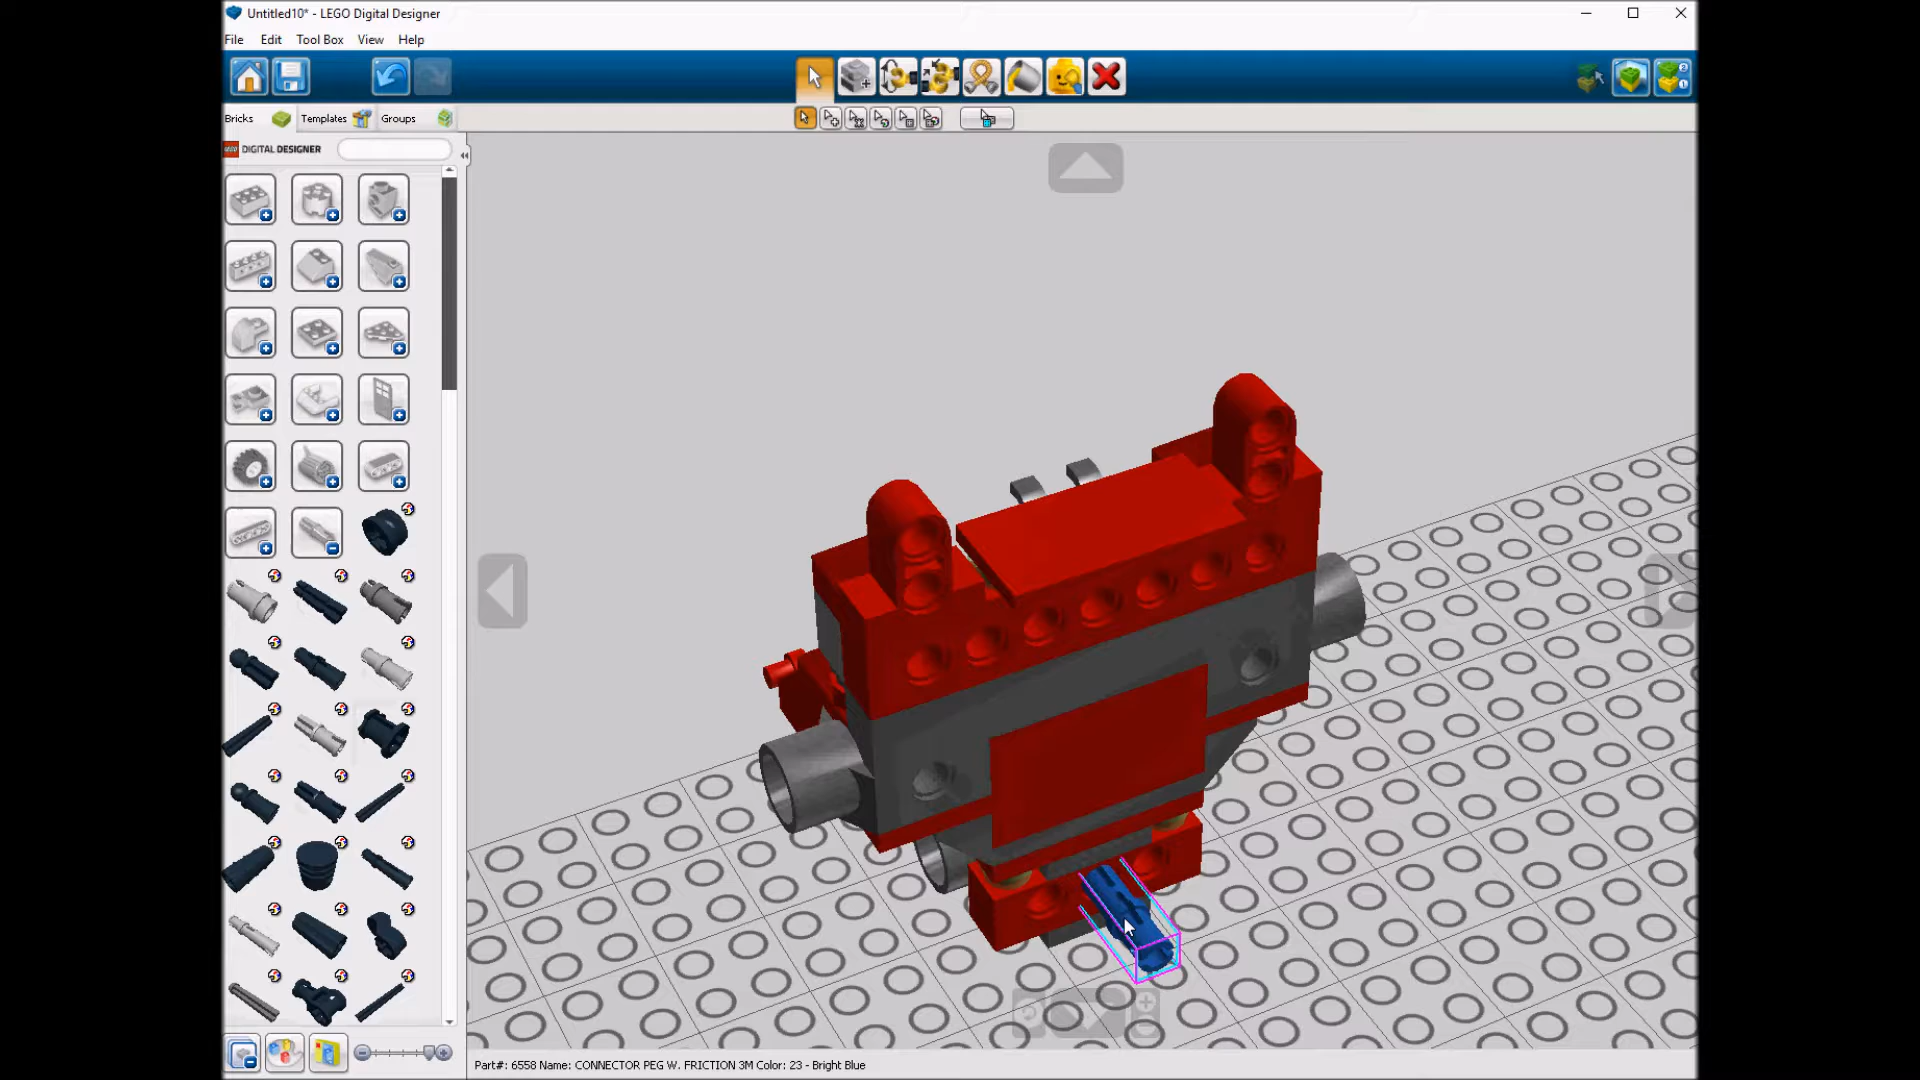 Untitled10* - LEGO Digital Designer
File Edit Tool Box View Help
Bricks Templates Groups
DIGITAL DESIGNER
Part#: 6558 Name: CONNECTOR PEG W. FRICTION 3M Color: 23 - Bright Blue